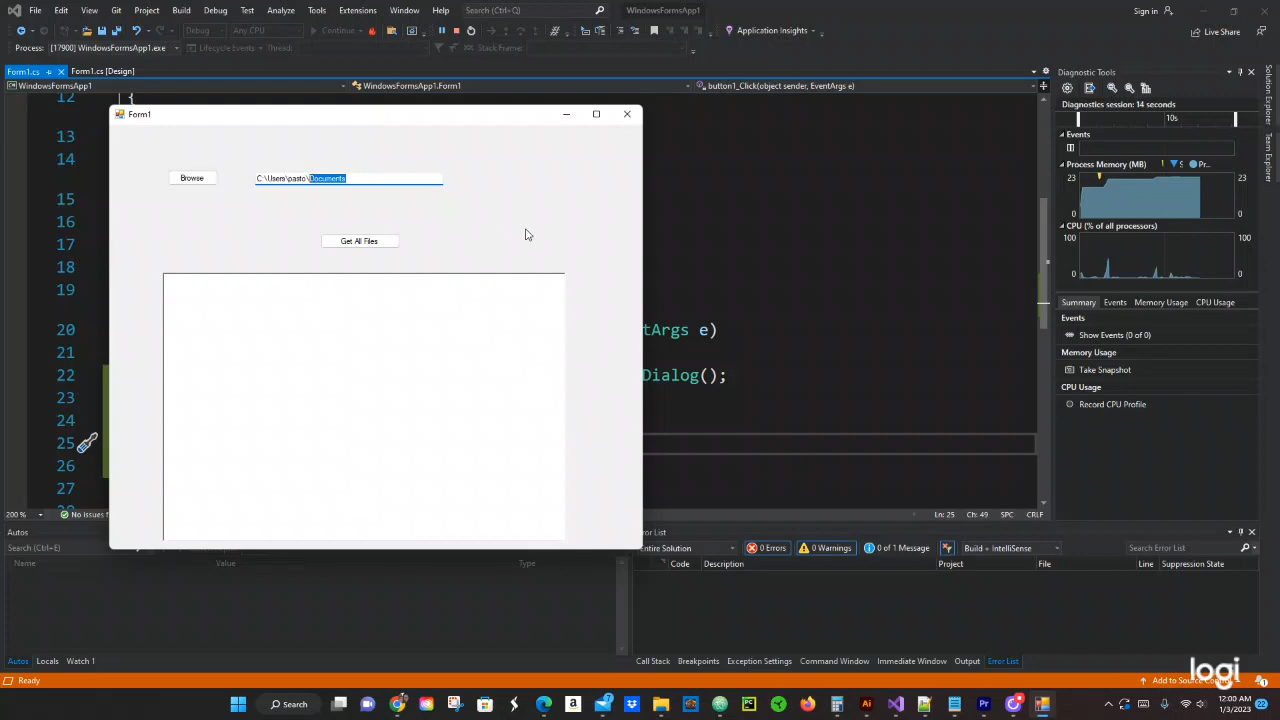 File Edit View Git Project Build Debug Test Analyze Tools Extensions Window Help Search (Ctrl+Q) WindowsFormsApp1 Sign in
Debug Any CPU Continue Application Insights Live Share
Process: [17900] WindowsFormsApp1.exe Lifecycle Events Thread: Stack Frame:
Form1.cs Form1.cs [Design]
WindowsFormsApp1 WindowsFormsApp1.Form1 button1_Click(object sender, EventArgs e)
12 {
13
14
15
16
17
18
19
20 tArgs e)
21
22 Dialog();
23
24
25
26
27
Form1
Browse C:\Users\pasto\Documents
Get All Files
200 % No issues f Ln: 25 Ch: 49 SPC CRLF
Diagnostic Tools
Diagnostics session: 14 seconds
10s
Events
Process Memory (MB) S Pr...
23 23
0 0
CPU (% of all processors)
100 100
0 0
Summary Events Memory Usage CPU Usage
Events
Show Events (0 of 0)
Memory Usage
Take Snapshot
CPU Usage
Record CPU Profile
Solution Explorer
Team Explorer
Autos
Search (Ctrl+E)
Name Value Type
Autos Locals Watch 1
ror List
Entire Solution 0 Errors 0 Warnings 0 of 1 Message Build + IntelliSense Search Error List
Code Description Project File Line Suppression State
Call Stack Breakpoints Exception Settings Command Window Immediate Window Output Error List
Ready Add to Source Control
logi
Search
12:00 AM
1/3/2023